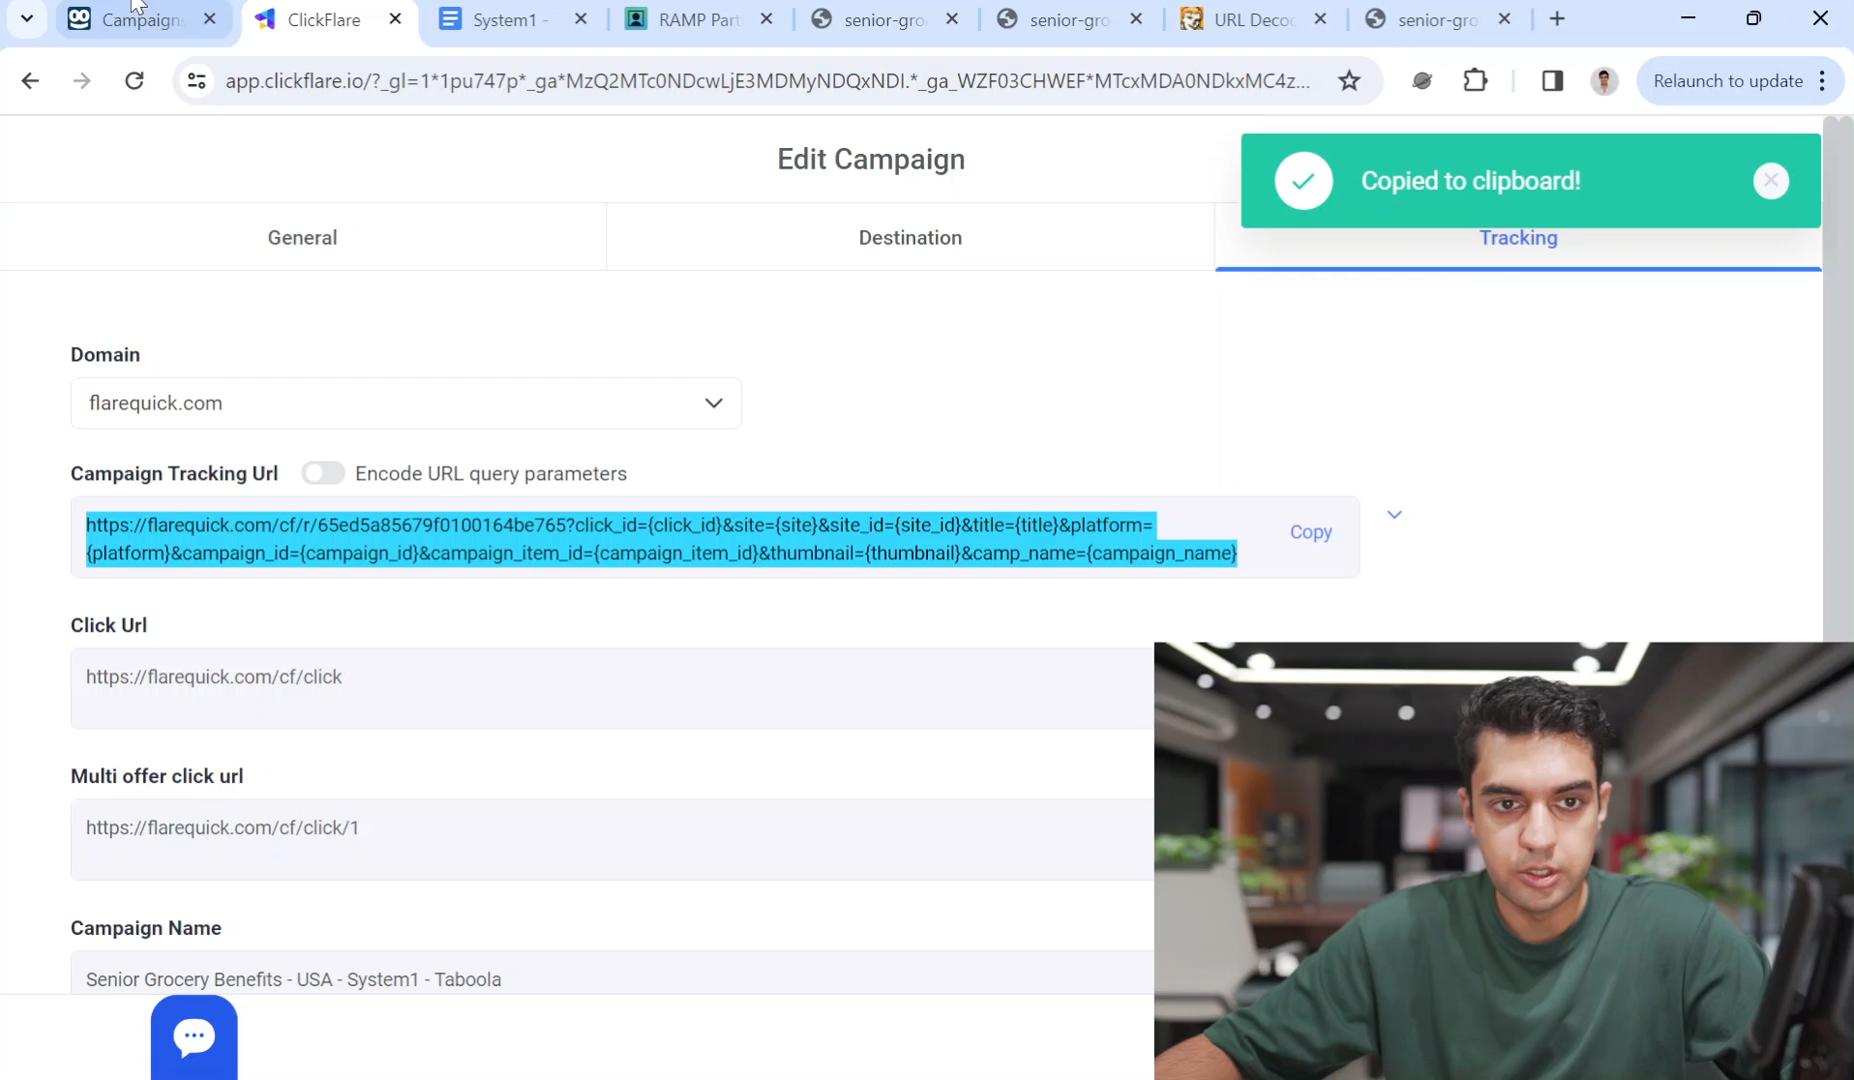 Campaigns
ClickFlare
System1 -
RAMP Part
senior-gro
senior-gro
URL Decod
senior-gro
app.clickflare.io/?_gl=1*1pu747p*_ga*MzQ2MTc0NDcwLjE3MDMyNDQxNDI.*_ga_WZF03CHWEF*MTcxMDA0NDkxMC4z...
Relaunch to update
Edit Campaign
Copied to clipboard!
General
Destination
Tracking
Domain
flarequick.com
Campaign Tracking Url
Encode URL query parameters
https://flarequick.com/cf/r/65ed5a85679f0100164be765?click_id={click_id}&site={site}&site_id={site_id}&title={title}&platform=
{platform}&campaign_id={campaign_id}&campaign_item_id={campaign_item_id}&thumbnail={thumbnail}&camp_name={campaign_name}
Copy
Click Url
https://flarequick.com/cf/click
Multi offer click url
https://flarequick.com/cf/click/1
Campaign Name
Senior Grocery Benefits - USA - System1 - Taboola